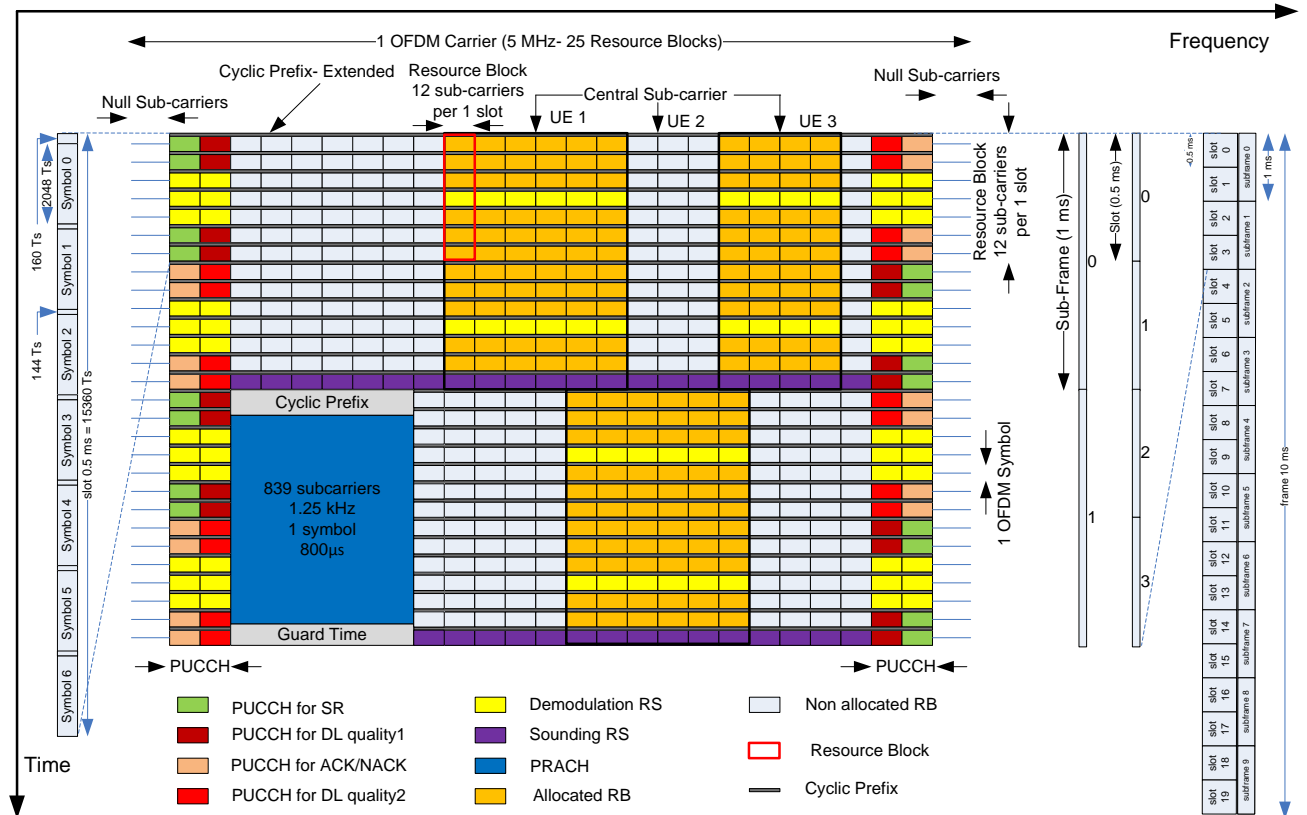 1 OFDM Carrier (5 MHz- 25 Resource Blocks)
Frequency
Cyclic Prefix- Extended
Resource Block
12 sub-carriers
per 1 slot
Null Sub-carriers
Central Sub-carrier
Null Sub-carriers
UE 1
UE 2
UE 3
160 Ts
2048 Ts
144 Ts
slot 0.5 ms = 15360 Ts
Symbol 0
Symbol 1
Symbol 2
Symbol 3
Symbol 4
Symbol 5
Symbol 6
Cyclic Prefix
839 subcarriers
1.25 kHz
1 symbol
800μs
Guard Time
Resource Block
12 sub-carriers
per 1 slot
1 OFDM Symbol
Sub-Frame (1 ms)
Slot (0.5 ms)
0
1
0
1
2
3
0.5 ms
1 ms
frame 10 ms
slot 0
slot 1
slot 2
slot 3
slot 4
slot 5
slot 6
slot 7
slot 8
slot 9
slot 10
slot 11
slot 12
slot 13
slot 14
slot 15
slot 16
slot 17
slot 18
slot 19
subframe 0
subframe 1
subframe 2
subframe 3
subframe 4
subframe 5
subframe 6
subframe 7
subframe 8
subframe 9
PUCCH
PUCCH
PUCCH for SR
PUCCH for DL quality1
PUCCH for ACK/NACK
PUCCH for DL quality2
Demodulation RS
Sounding RS
PRACH
Allocated RB
Non allocated RB
Resource Block
Cyclic Prefix
Time